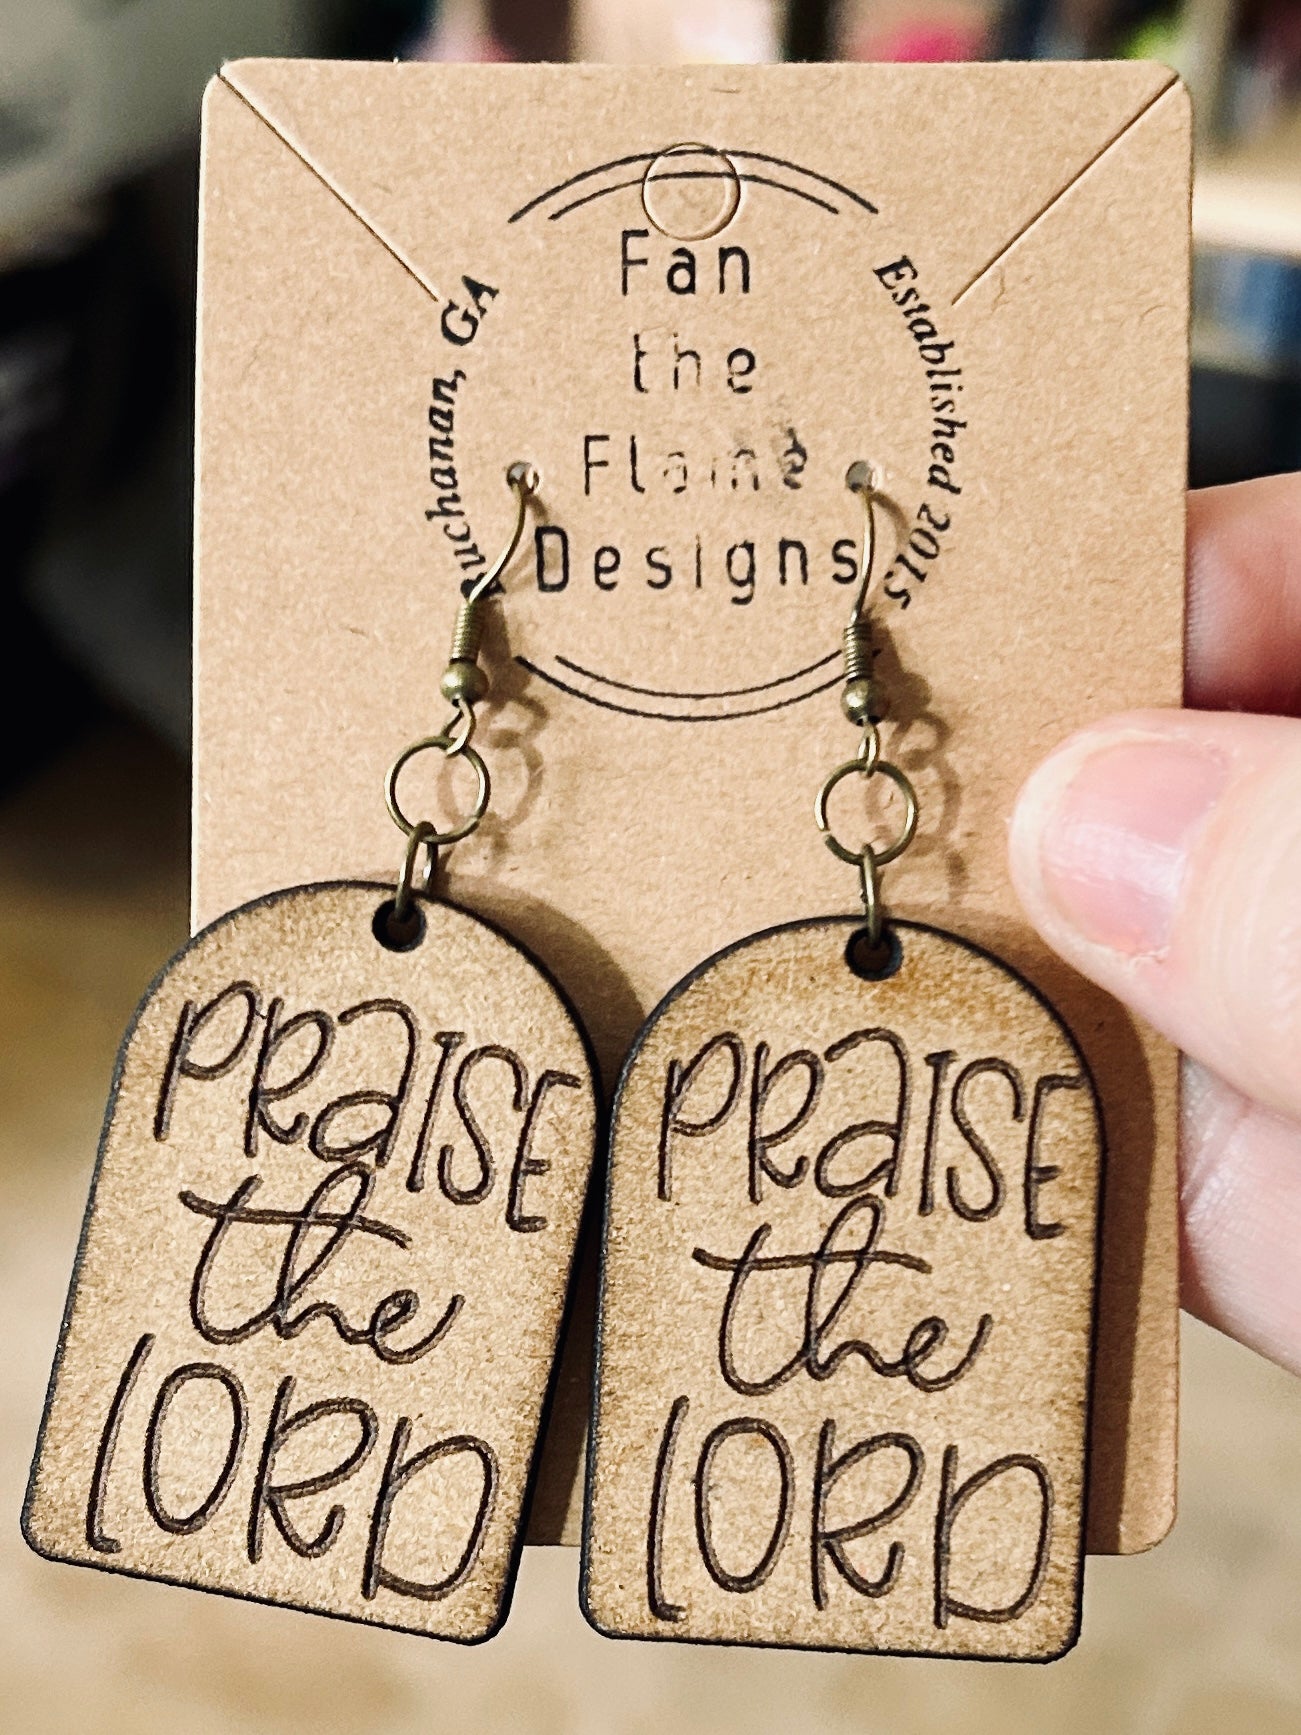 Fan
the
Flame
Designs
Buchanan, GA
Established 2015
PRAISE
the
LORD
PRAISE
the
LORD